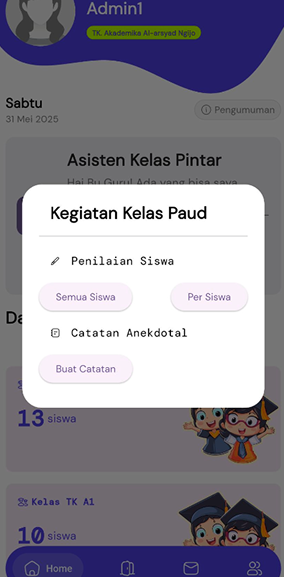 Admin1
TK. Akademika Al-arsyad Ngijo
Sabtu
31 Mei 2025
Pengumuman
Asisten Kelas Pintar
Hai Bu Guru! Ada yang bisa saya
Kegiatan Kelas Paud
Penilaian Siswa
Semua Siswa
Per Siswa
Catatan Anekdotal
Buat Catatan
13 siswa
Kelas TK A1
10 siswa
Home